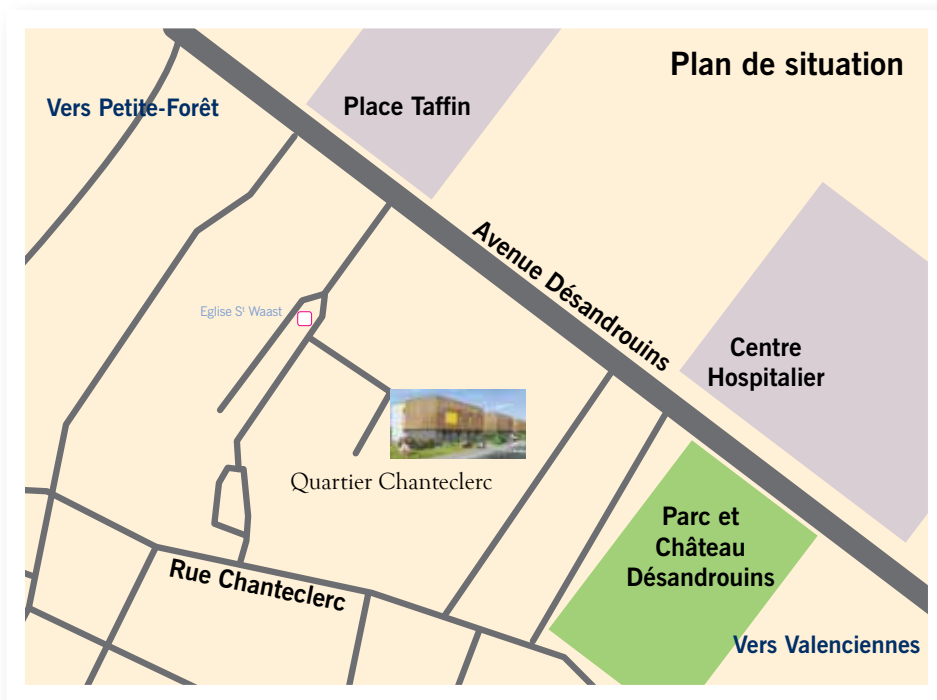 Plan de situation
Vers Petite-Forêt
Place Taffin
Avenue Désandrouins
Eglise Sᵗ Waast
Centre
Hospitalier
Quartier Chanteclerc
Parc et
Château
Désandrouins
Rue Chanteclerc
Vers Valenciennes